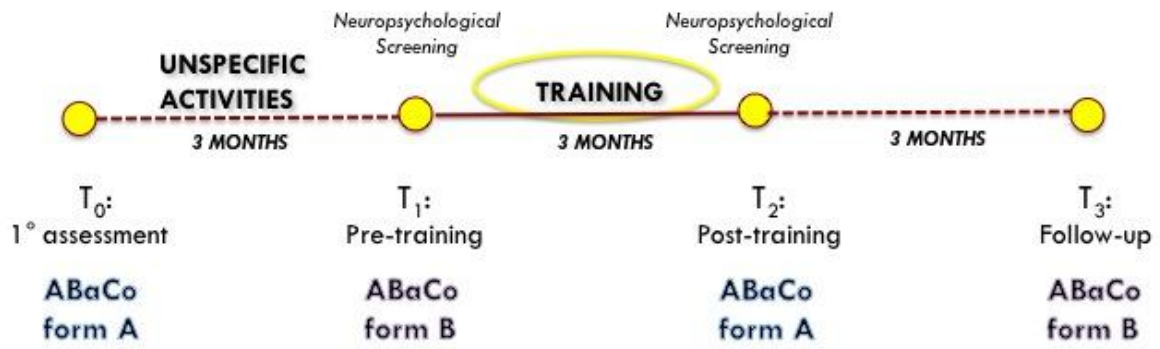 Neuropsychological
Screening
Neuropsychological
Screening
UNSPECIFIC
ACTIVITIES
TRAINING
3 MONTHS
3 MONTHS
3 MONTHS
T0:
1° assessment
T1:
Pre-training
T2:
Post-training
T3:
Follow-up
ABaCo
form A
ABaCo
form B
ABaCo
form A
ABaCo
form B